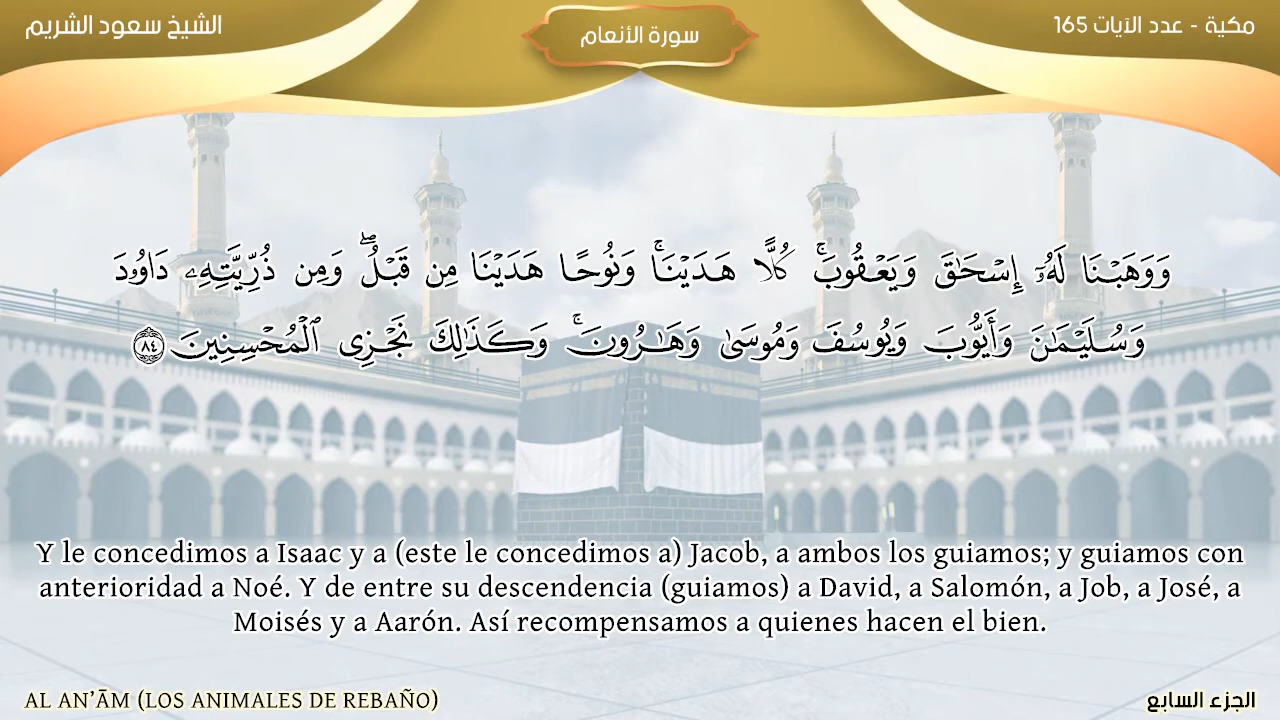 الشيخ سعود الشريم
سورة الأنعام
مكية - عدد الآيات 165
وَوَهَبْنَا لَهُۥٓ إِسْحَٰقَ وَيَعْقُوبَ ۚ كُلًّا هَدَيْنَا ۚ وَنُوحًا هَدَيْنَا مِن قَبْلُ ۖ وَمِن ذُرِّيَّتِهِۦ دَاوُۥدَ
وَسُلَيْمَٰنَ وَأَيُّوبَ وَيُوسُفَ وَمُوسَىٰ وَهَٰرُونَ ۚ وَكَذَٰلِكَ نَجْزِى ٱلْمُحْسِنِينَ ٨٤
Y le concedimos a Isaac y a (este le concedimos a) Jacob, a ambos los guiamos; y guiamos con
anterioridad a Noé. Y de entre su descendencia (guiamos) a David, a Salomón, a Job, a José, a
Moisés y a Aarón. Así recompensamos a quienes hacen el bien.
AL AN’ĀM (LOS ANIMALES DE REBAÑO)
الجزء السابع